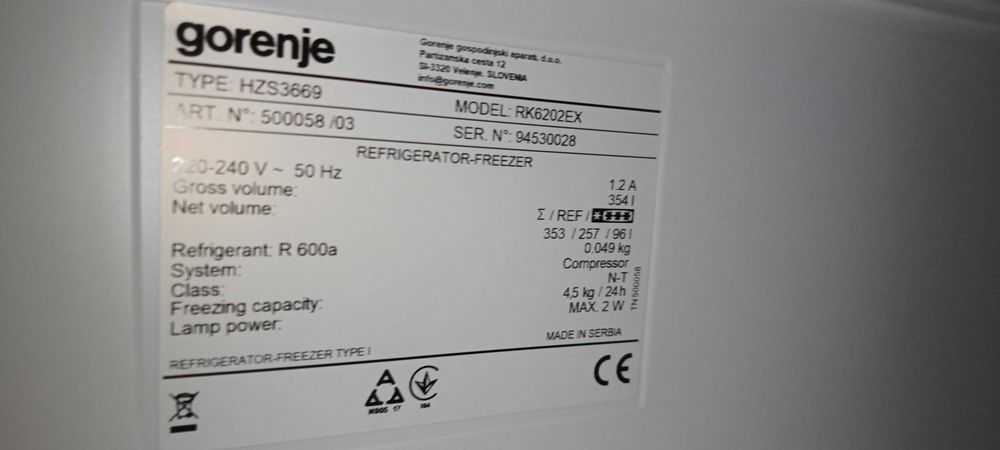 gorenje
Gorenje gospodinjski aparati, d.o.o.
Partizanska cesta 12
SI-3320 Velenje, SLOVENIA
info@gorenje.com
TYPE: HZS3669
MODEL: RK6202EX
ART. N°: 500058 /03
SER. N°: 94530028
REFRIGERATOR-FREEZER
220-240 V ~ 50 Hz
1.2 A
Gross volume:
354 l
Net volume:
Σ / REF / ****
353 / 257 / 96 l
Refrigerant: R 600a
0.049 kg
System:
Compressor
Class:
N-T
Freezing capacity:
4,5 kg / 24h
Lamp power:
MAX. 2 W
TN 500058
MADE IN SERBIA
REFRIGERATOR-FREEZER TYPE I
CE